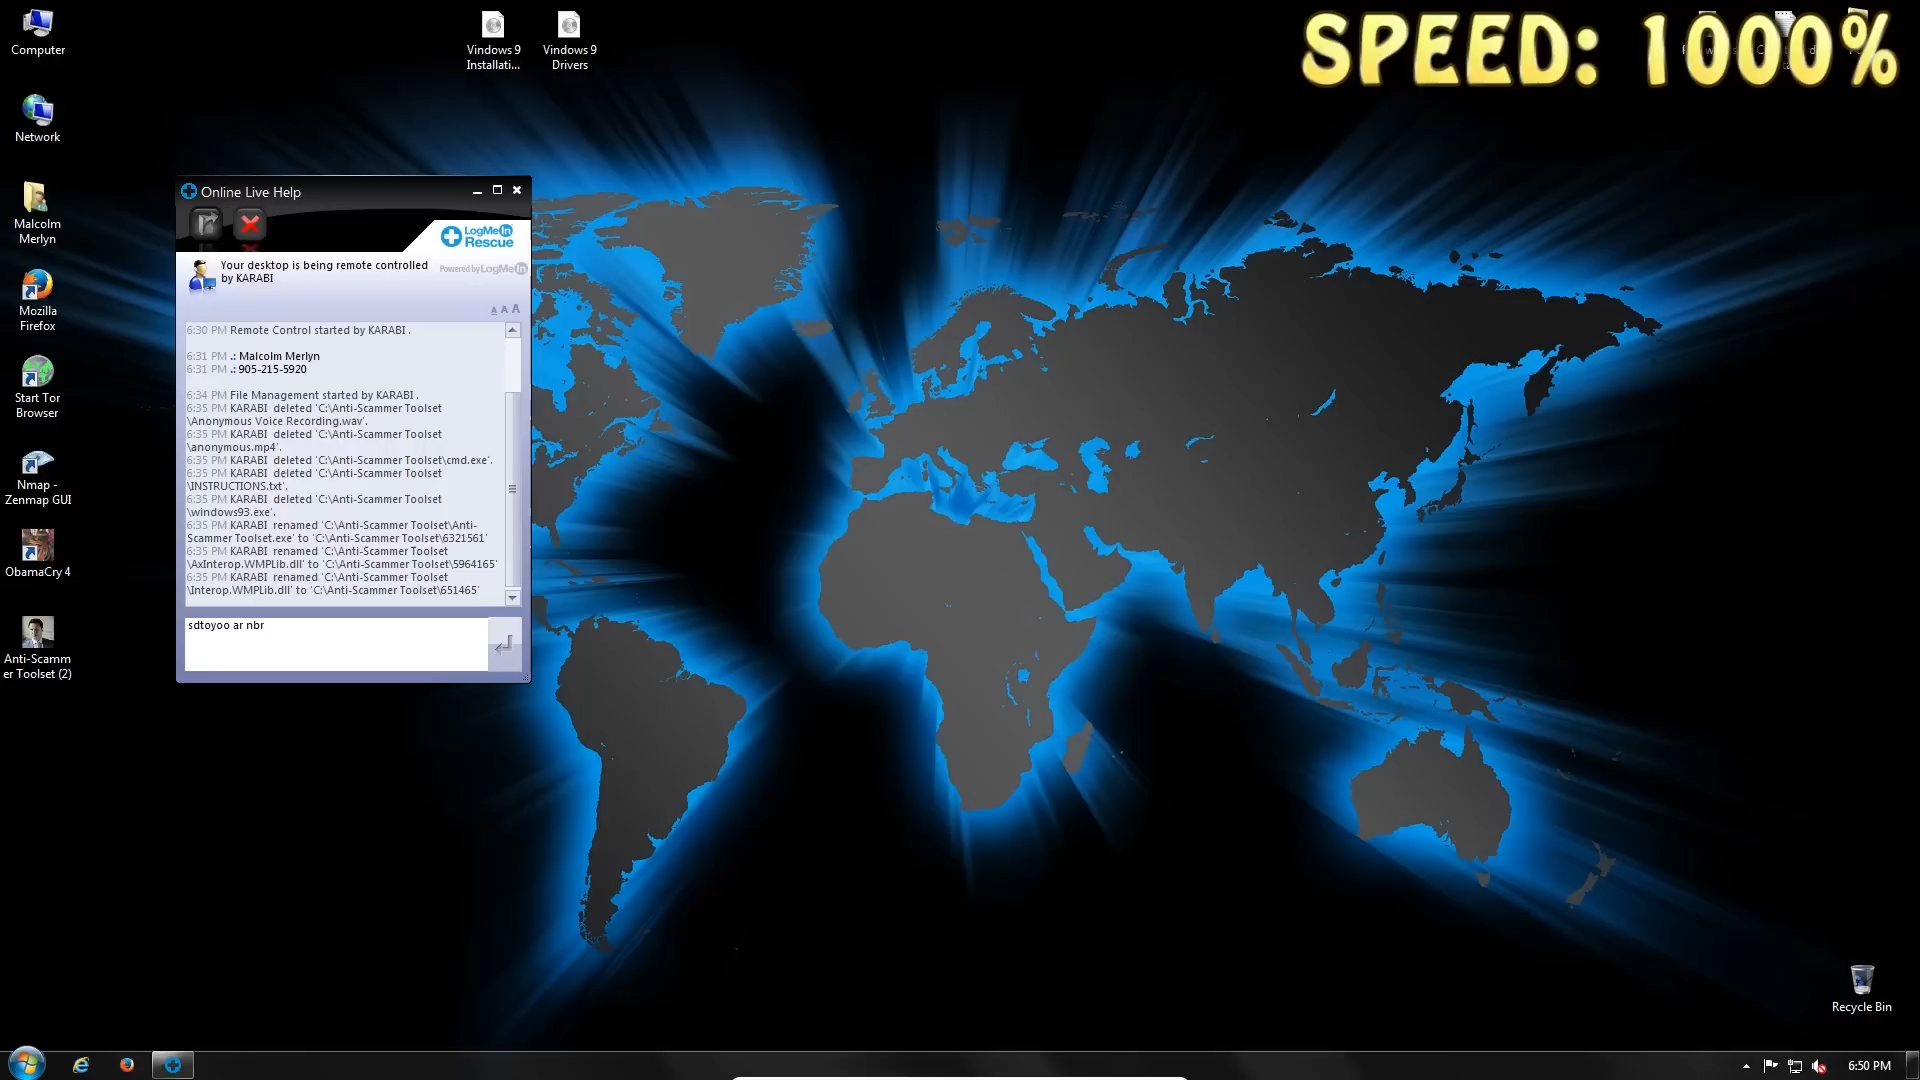 SPEED: 1000%
Computer
Network
Malcolm
Merlyn
Mozilla
Firefox
Start Tor
Browser
Nmap -
Zenmap GUI
ObamaCry 4
Anti-Scamm
er Toolset (2)
Vindows 9
Installati...
Vindows 9
Drivers
Online Live Help
LogMeIn
Rescue
Your desktop is being remote controlled
by KARABI
Powered by LogMeIn
A A A
6:30 PM Remote Control started by KARABI .
6:31 PM .: Malcolm Merlyn
6:31 PM .: 905-215-5920
6:34 PM File Management started by KARABI .
6:35 PM KARABI deleted 'C:\Anti-Scammer Toolset
\Anonymous Voice Recording.wav'.
6:35 PM KARABI deleted 'C:\Anti-Scammer Toolset
\anonymous.mp4'.
6:35 PM KARABI deleted 'C:\Anti-Scammer Toolset\cmd.exe'.
6:35 PM KARABI deleted 'C:\Anti-Scammer Toolset
\INSTRUCTIONS.txt'.
6:35 PM KARABI deleted 'C:\Anti-Scammer Toolset
\windows93.exe'.
6:35 PM KARABI renamed 'C:\Anti-Scammer Toolset\Anti-
Scammer Toolset.exe' to 'C:\Anti-Scammer Toolset\6321561'
6:35 PM KARABI renamed 'C:\Anti-Scammer Toolset
\AxInterop.WMPLib.dll' to 'C:\Anti-Scammer Toolset\5964165'
6:35 PM KARABI renamed 'C:\Anti-Scammer Toolset
\Interop.WMPLib.dll' to 'C:\Anti-Scammer Toolset\651465'
sdtoyoo ar nbr
Recycle Bin
6:50 PM